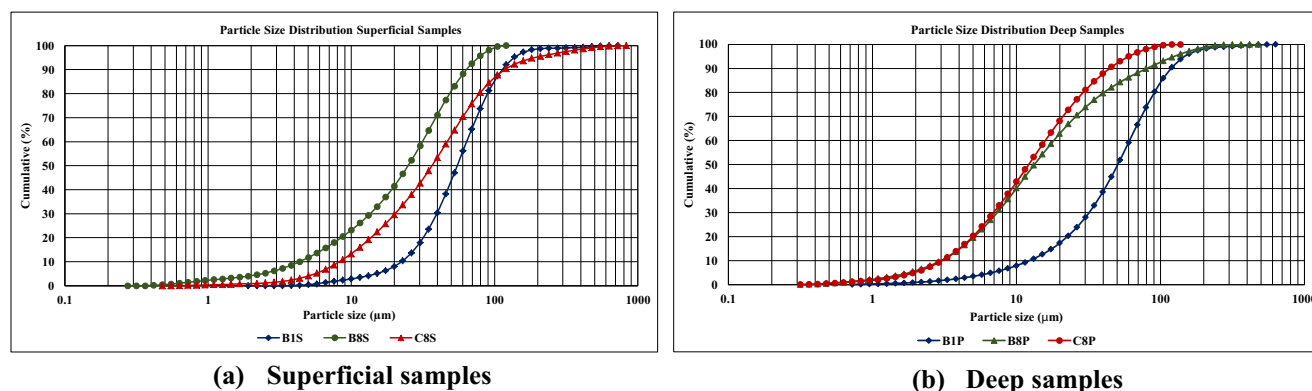 Particle Size Distribution Superficial Samples
Cumulative (%)
100
90
80
70
60
50
40
30
20
10
0
0.1 1 10 100 1000
Particle size (µm)
B1S B8S C8S
(a) Superficial samples
Particle Size Distribution Deep Samples
Cumulative (%)
100
90
80
70
60
50
40
30
20
10
0
0.1 1 10 100 1000
Particle size (µm)
B1P B8P C8P
(b) Deep samples